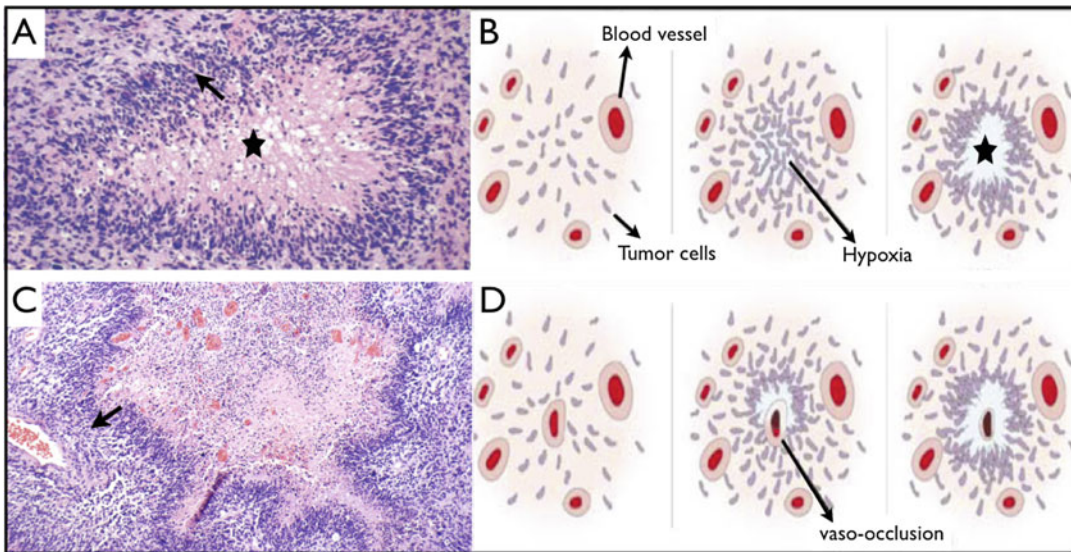 A
B
Blood vessel
Tumor cells
Hypoxia
C
D
vaso-occlusion